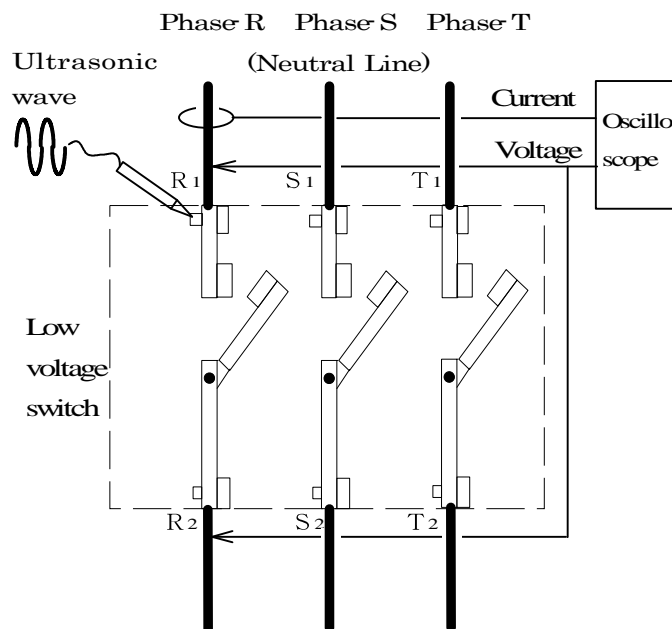 Phase-R Phase-S Phase-T
(Neutral Line)
Ultrasonic
wave
Current
Voltage
Oscillo
scope
R1 S1 T1
Low
voltage
switch
R2 S2 T2